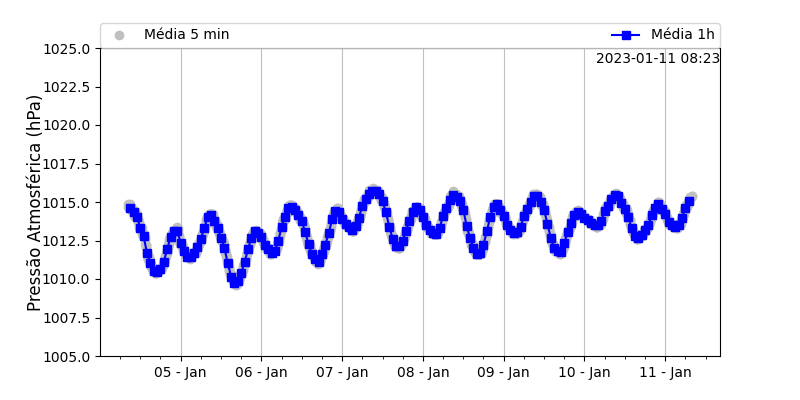 Média 5 min
Média 1h
2023-01-11 08:23
Pressão Atmosférica (hPa)
1025.0
1022.5
1020.0
1017.5
1015.0
1012.5
1010.0
1007.5
1005.0
05 - Jan
06 - Jan
07 - Jan
08 - Jan
09 - Jan
10 - Jan
11 - Jan